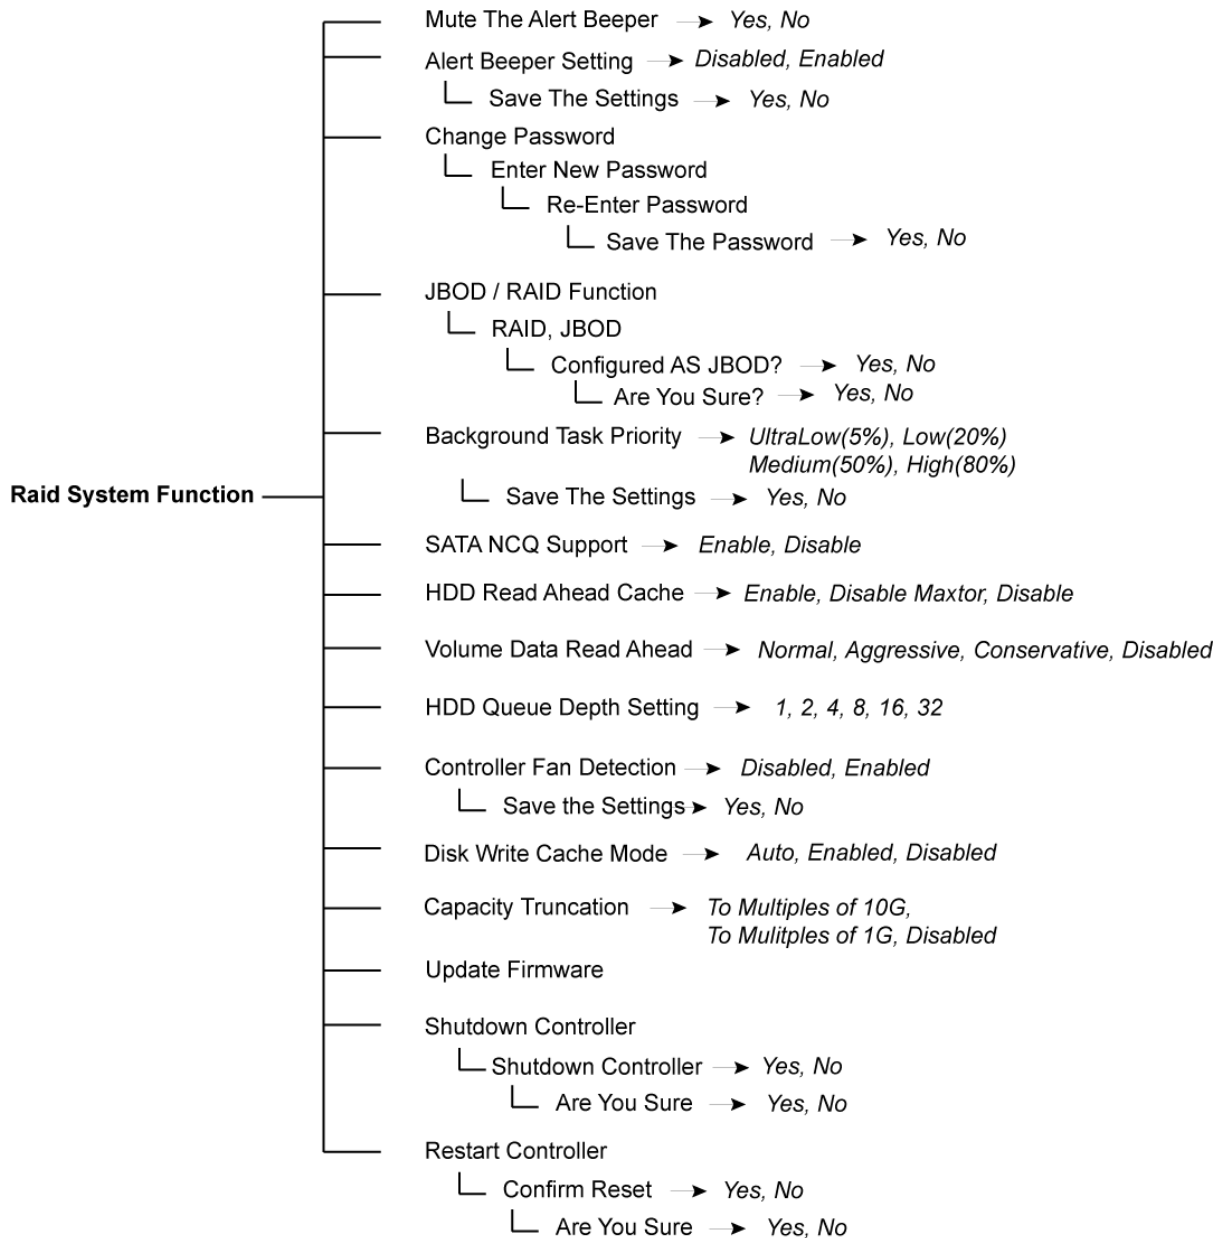 Mute The Alert Beeper Yes, No
Alert Beeper Setting Disabled, Enabled
Save The Settings Yes, No
Change Password
Enter New Password
Re-Enter Password
Save The Password Yes, No
JBOD / RAID Function
RAID, JBOD
Configured AS JBOD? Yes, No
Are You Sure? Yes, No
Background Task Priority UltraLow(5%), Low(20%)
Medium(50%), High(80%)
Raid System Function
Save The Settings Yes, No
SATA NCQ Support Enable, Disable
HDD Read Ahead Cache Enable, Disable Maxtor, Disable
Volume Data Read Ahead Normal, Aggressive, Conservative, Disabled
HDD Queue Depth Setting 1, 2, 4, 8, 16, 32
Controller Fan Detection Disabled, Enabled
Save the Settings Yes, No
Disk Write Cache Mode Auto, Enabled, Disabled
Capacity Truncation To Multiples of 10G,
To Mulitples of 1G, Disabled
Update Firmware
Shutdown Controller
Shutdown Controller Yes, No
Are You Sure Yes, No
Restart Controller
Confirm Reset Yes, No
Are You Sure Yes, No